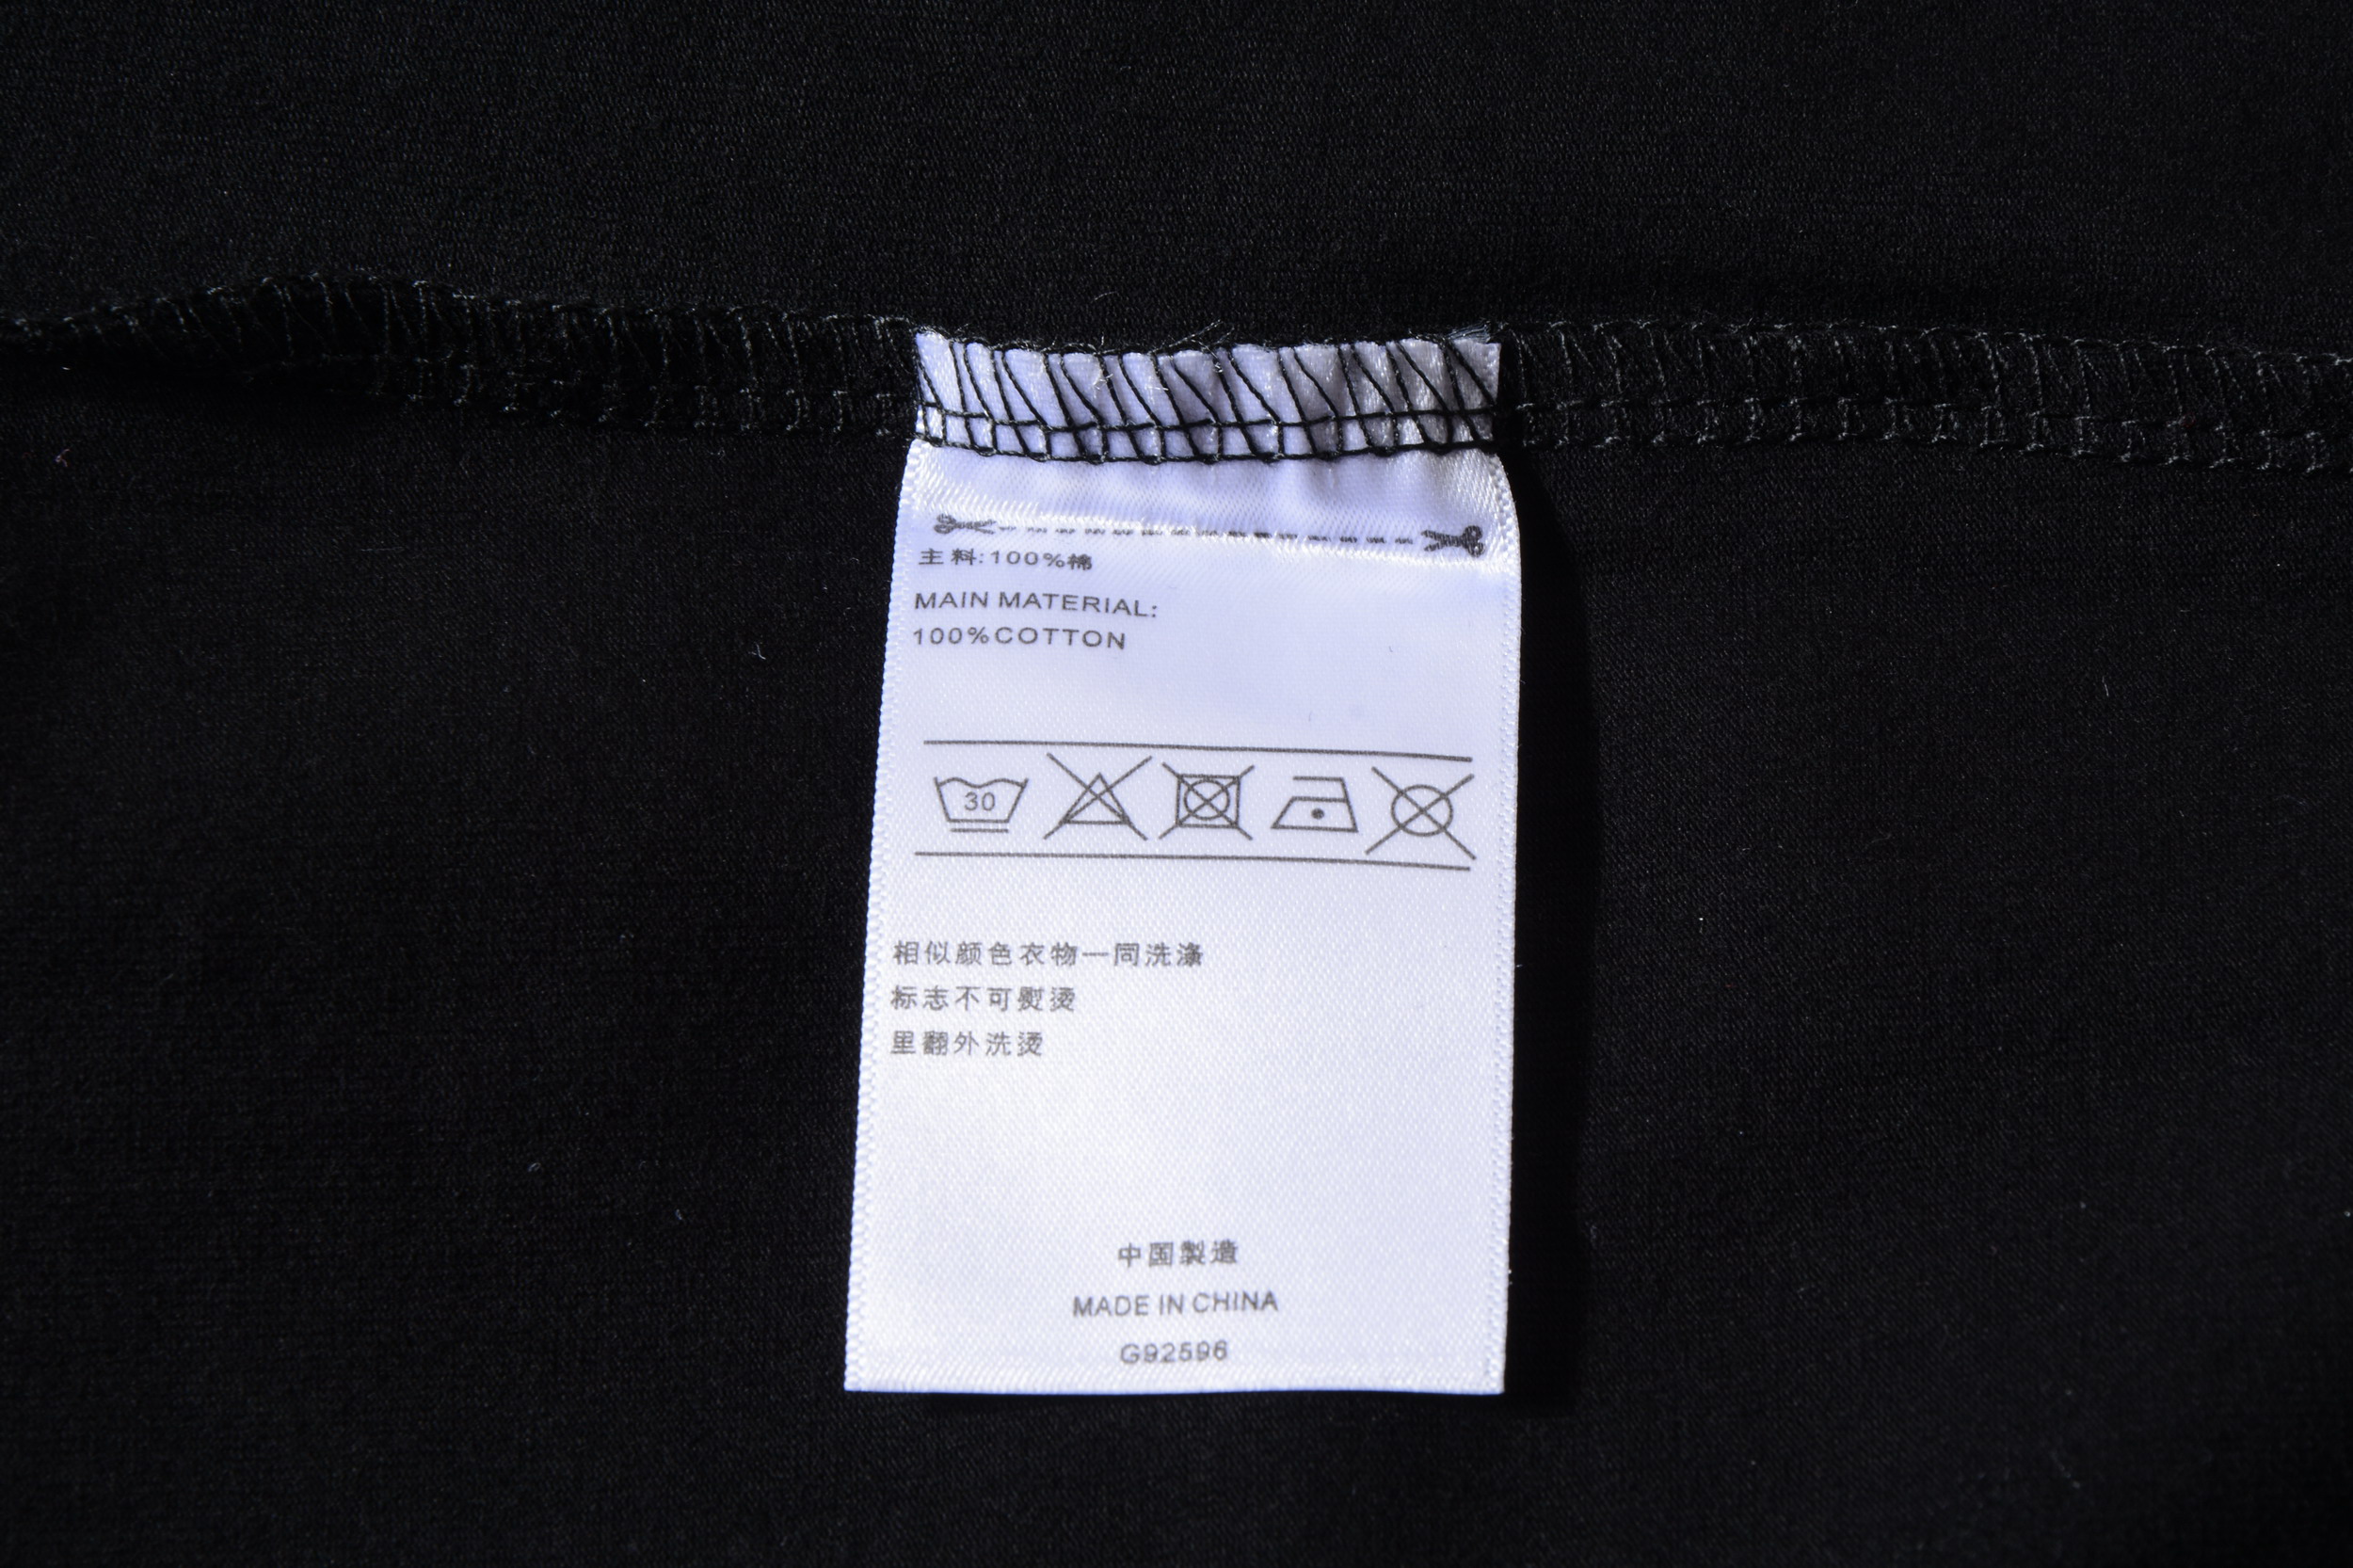 主料:100%棉
MAIN MATERIAL:
100%COTTON
30
相似颜色衣物一同洗涤
标志不可熨烫
里翻外洗烫
中国製造
MADE IN CHINA
G92596